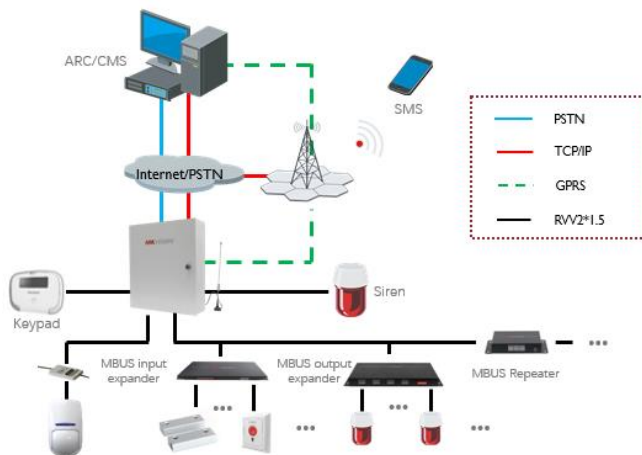 ARC/CMS
SMS
PSTN
TCP/IP
GPRS
RVV2*1.5
Internet/PSTN
HIKVISION
Keypad
Siren
MBUS input
expander
MBUS output
expander
MBUS Repeater